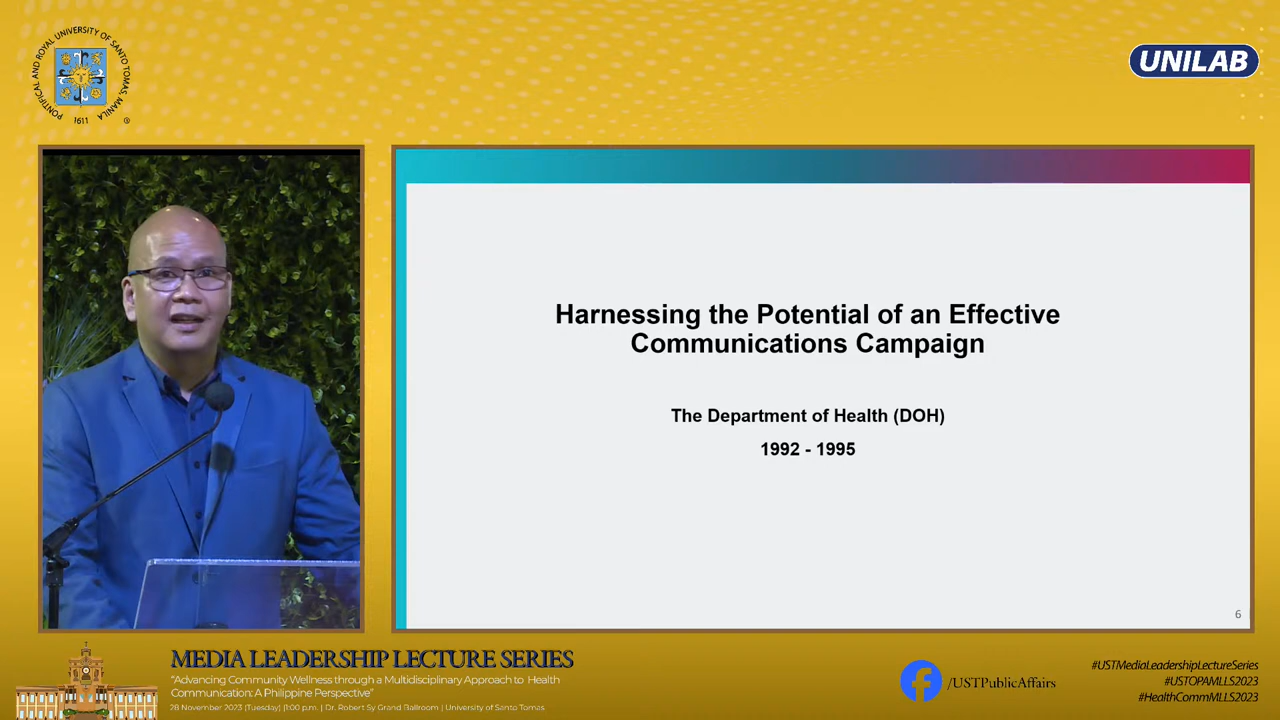 PONTIFICAL AND ROYAL UNIVERSITY OF SANTO TOMAS, MANILA
1611
®
UNILAB
Harnessing the Potential of an Effective
Communications Campaign
The Department of Health (DOH)
1992 - 1995
6
MEDIA LEADERSHIP LECTURE SERIES
"Advancing Community Wellness through a Multidisciplinary Approach to Health
Communication: A Philippine Perspective"
28 November 2023 (Tuesday) | 1:00 p.m. | Dr. Robert Sy Grand Ballroom | University of Santo Tomas
/USTPublicAffairs
#USTMediaLeadershipLectureSeries
#USTOPAMLLS2023
#HealthCommMLLS2023